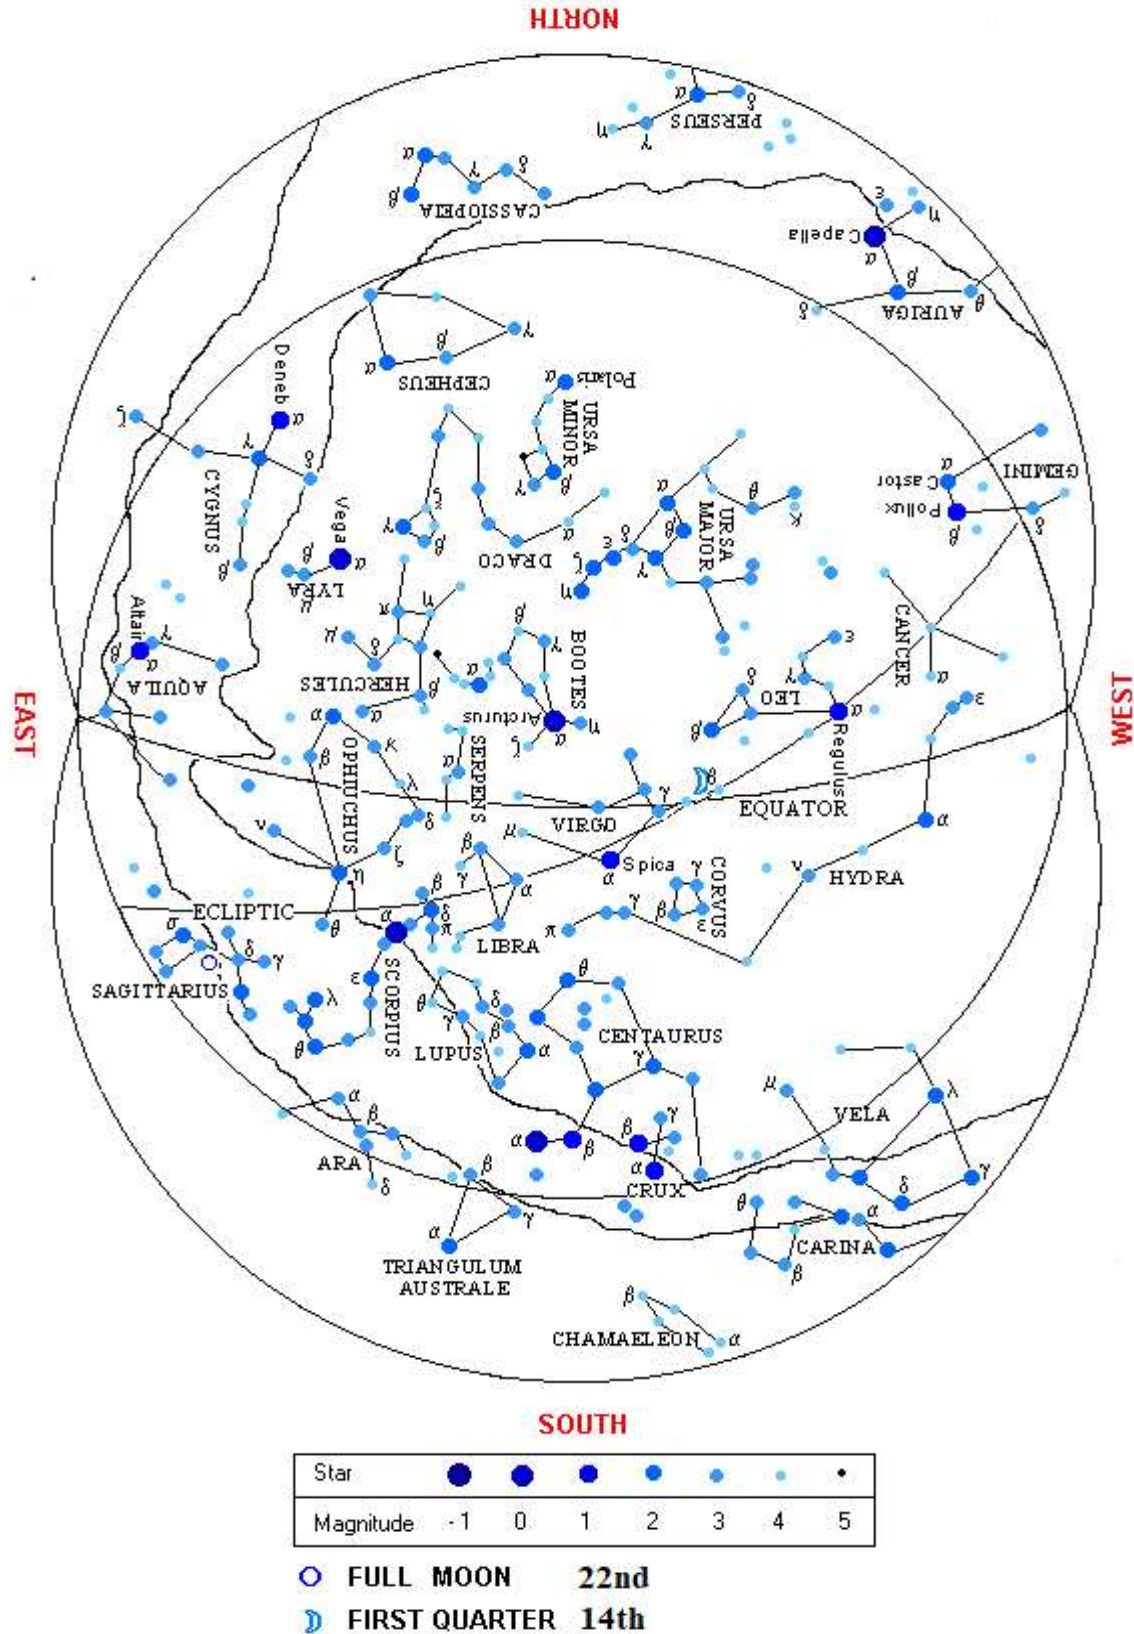 NORTH
α
δ
PERSEUS
η
γ
α
β
γ
δ
CASSIOPEIA
ε
η
Capella
α
β
θ
δ
AURIGA
γ
β
α
CEPHEUS
α
Polaris
URSA
MINOR
γ
β
Deneb
α
ζ
γ
δ
CYGNUS
β
Vega
α
β
LYRA
μ
ξ
γ
β
DRACO
α
α
β
URSA
MAJOR
θ
κ
δ
ε
ζ
η
γ
α
Castor
Pollux
β
δ
GEMINI
Altair
γ
β
α
AQUILA
π
η
μ
δ
HERCULES
β
α
β
γ
BOOTES
α
Arcturus
α
η
ζ
δ
β
LEO
ε
γ
α
Regulus
CANCER
α
ε
EAST
WEST
α
β
κ
λ
OPHIUCHUS
ν
δ
ζ
η
θ
SERPENS
α
μ
VIRGO
γ
β
EQUATOR
α
Spica
β
γ
α
LIBRA
CORVUS
γ
β
ε
γ
π
ν
HYDRA
α
ECLIPTIC
σ
δ
γ
SAGITTARIUS
α
β
δ
π
SCORPIUS
ε
λ
θ
θ
γ
δ
β
α
LUPUS
θ
CENTAURUS
γ
α
β
β
γ
α
CRUX
μ
VELA
λ
γ
δ
α
β
ARA
δ
β
α
γ
TRIANGULUM
AUSTRALE
θ
α
CARINA
β
β
CHAMAELEON
α
SOUTH
Star
Magnitude -1 0 1 2 3 4 5
FULL MOON 22nd
FIRST QUARTER 14th